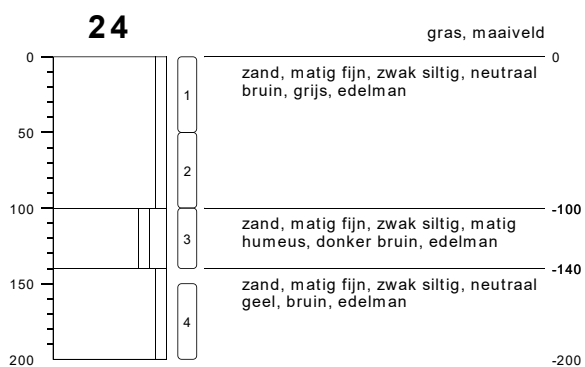 24
gras, maaiveld
0
0
zand, matig fijn, zwak siltig, neutraal
bruin, grijs, edelman
1
50
2
100
-100
zand, matig fijn, zwak siltig, matig
humeus, donker bruin, edelman
3
-140
150
zand, matig fijn, zwak siltig, neutraal
geel, bruin, edelman
4
200
-200